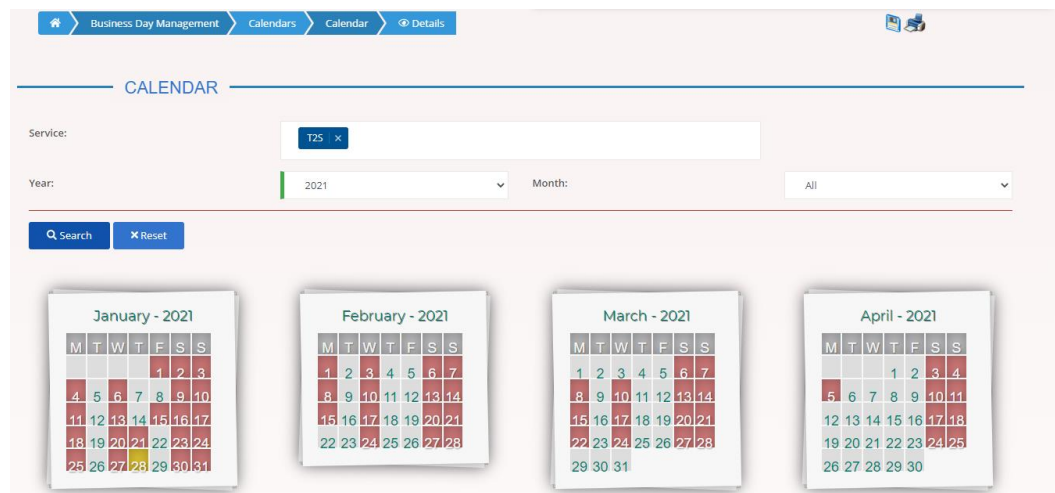 Business Day Management Calendars Calendar Details
CALENDAR
Service:
T2S ×
Year:
2021
Month:
All
Search
Reset
January - 2021
M T W T F S S
1 2 3
4 5 6 7 8 9 10
11 12 13 14 15 16 17
18 19 20 21 22 23 24
25 26 27 28 29 30 31
February - 2021
M T W T F S S
1 2 3 4 5 6 7
8 9 10 11 12 13 14
15 16 17 18 19 20 21
22 23 24 25 26 27 28
March - 2021
M T W T F S S
1 2 3 4 5 6 7
8 9 10 11 12 13 14
15 16 17 18 19 20 21
22 23 24 25 26 27 28
29 30 31
April - 2021
M T W T F S S
1 2 3 4
5 6 7 8 9 10 11
12 13 14 15 16 17 18
19 20 21 22 23 24 25
26 27 28 29 30